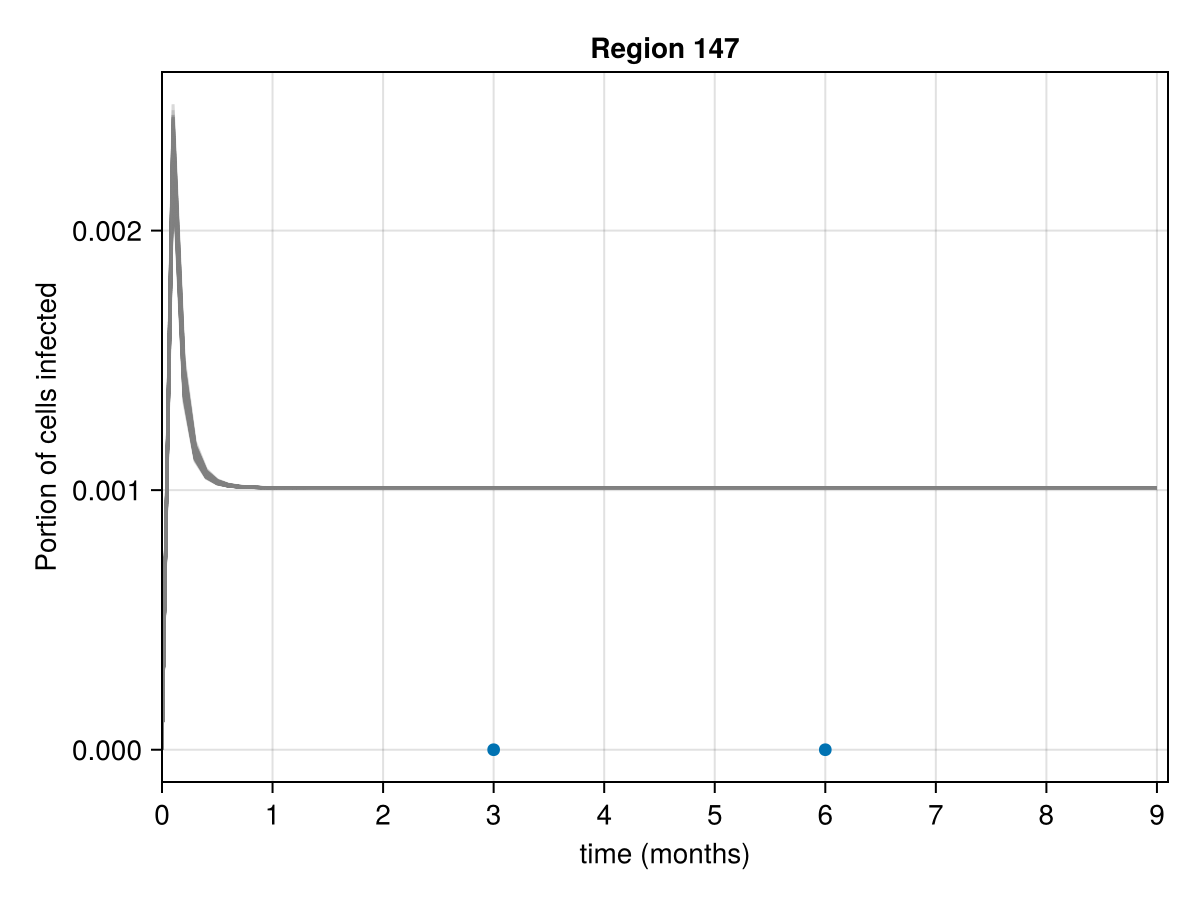 Region 147
Portion of cells infected
0.002
0.001
0.000
0 1 2 3 4 5 6 7 8 9
time (months)